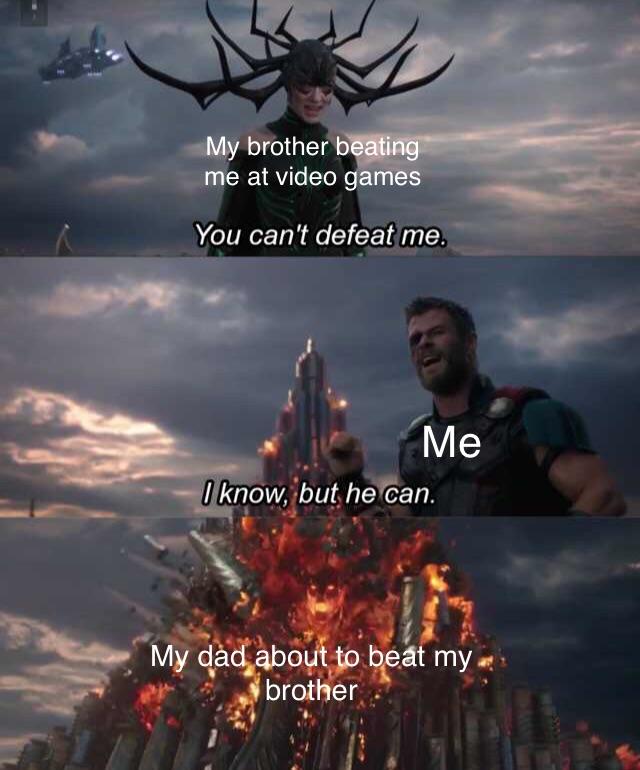 My brother beating
me at video games
You can't defeat me.
Me
I know, but he can.
My dad about to beat my
brother